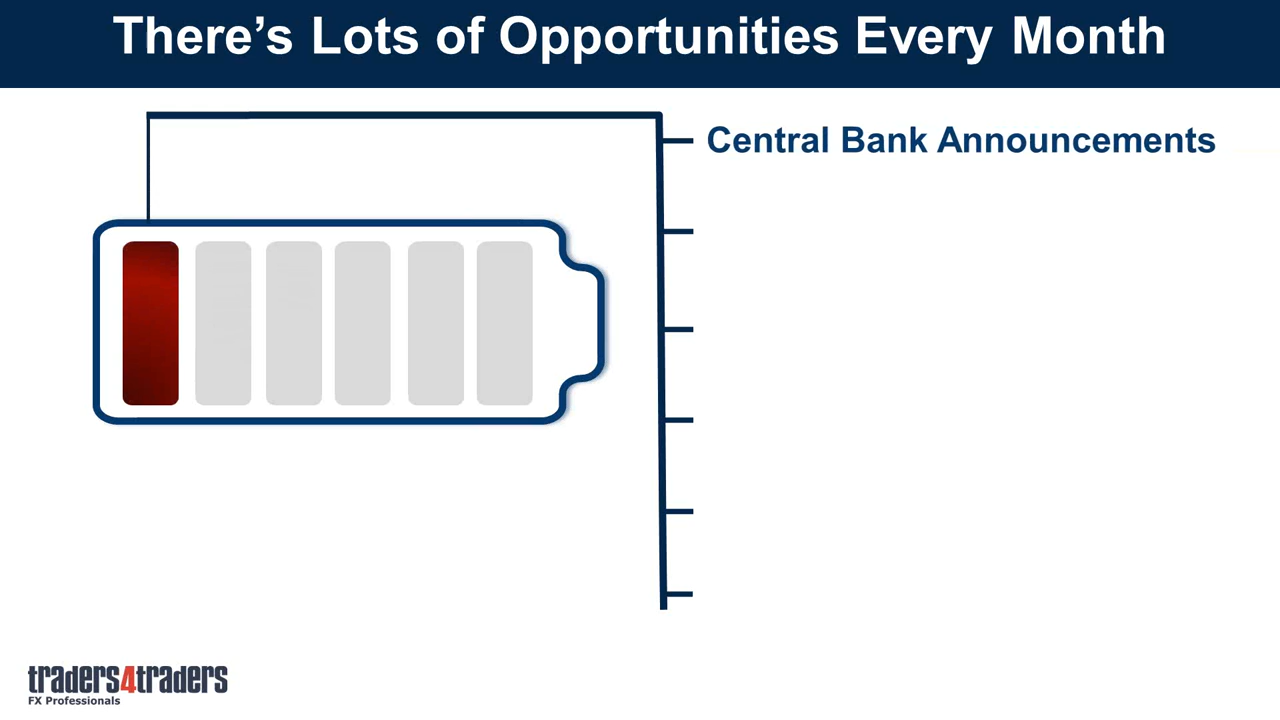 There’s Lots of Opportunities Every Month
Central Bank Announcements
traders4traders
FX Professionals